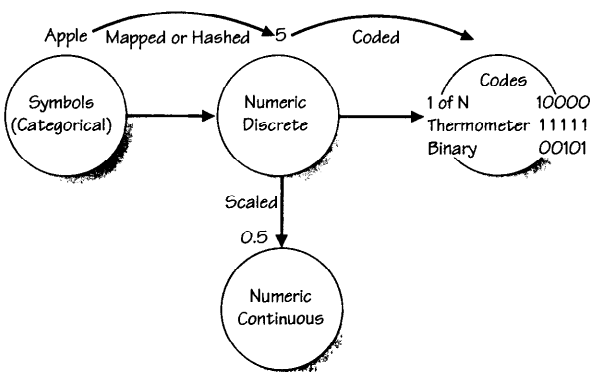 Apple Mapped or Hashed 5 Coded
Symbols
(Categorical)
Numeric
Discrete
Codes
1 of N 10000
Thermometer 11111
Binary 00101
Scaled
0.5
Numeric
Continuous